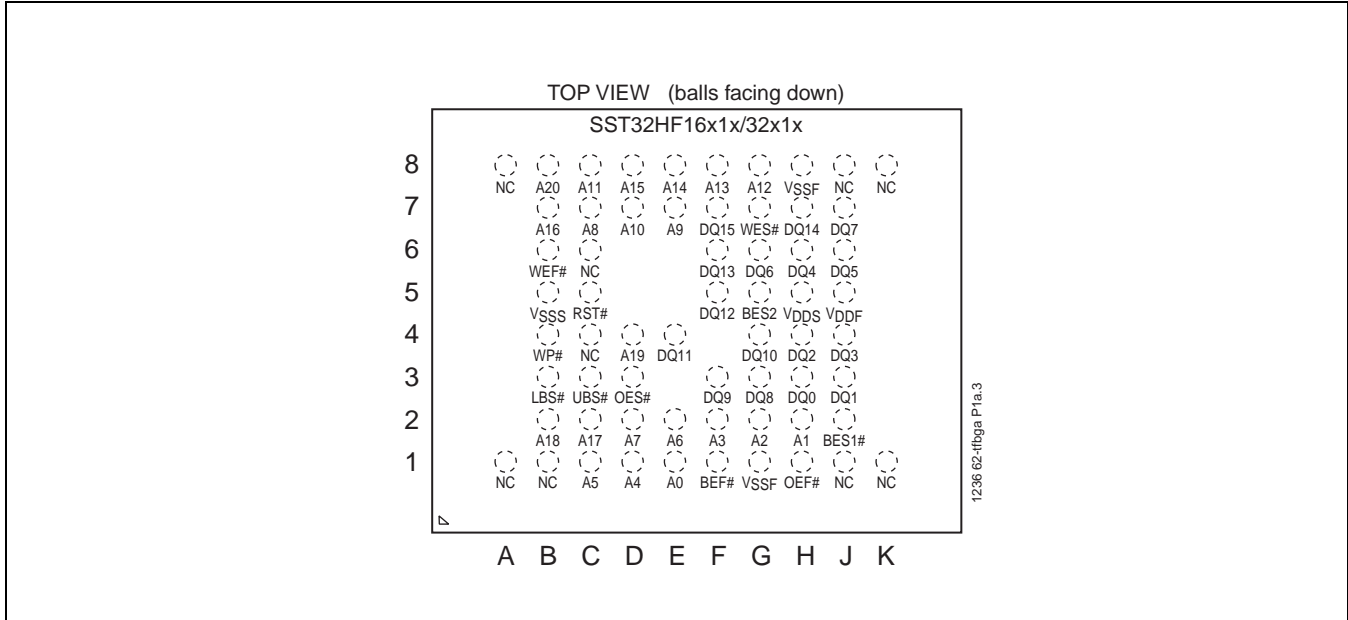 TOP VIEW (balls facing down)
SST32HF16x1x/32x1x
8
NC A20 A11 A15 A14 A13 A12 VSSF NC NC
7
A16 A8 A10 A9 DQ15 WES# DQ14 DQ7
6
WEF# NC DQ13 DQ6 DQ4 DQ5
5
VSSS RST# DQ12 BES2 VDDS VDDF
4
WP# NC A19 DQ11 DQ10 DQ2 DQ3
3
LBS# UBS# OES# DQ9 DQ8 DQ0 DQ1
2
A18 A17 A7 A6 A3 A2 A1 BES1#
1
NC NC A5 A4 A0 BEF# VSSF OEF# NC NC
A B C D E F G H J K
1236 62-tfbga P1a.3